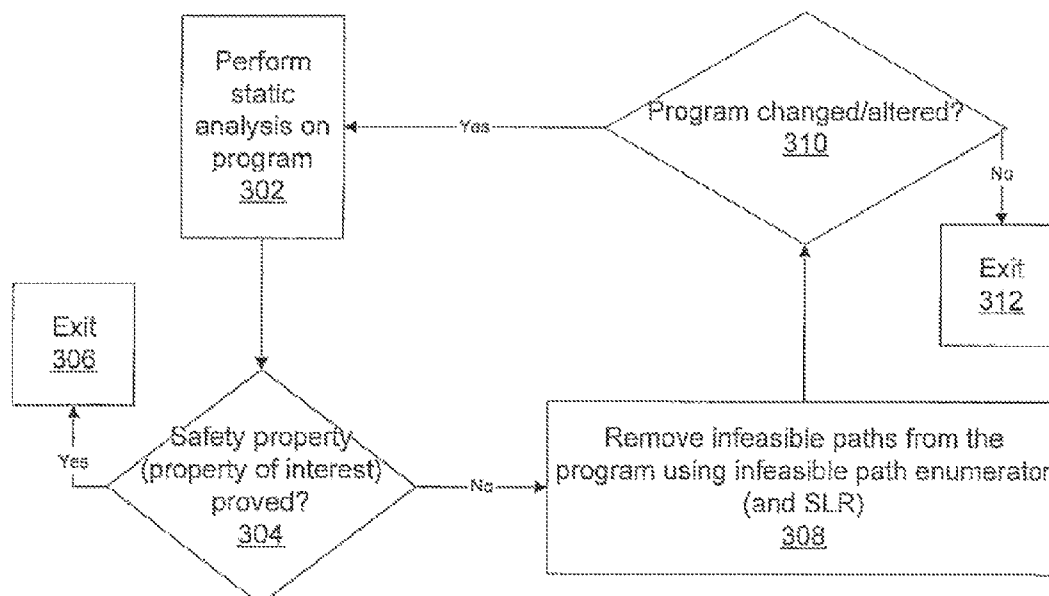 Perform
static
analysis on
program
302
Yes
Program changed/altered?
310
No
Exit
312
Exit
306
Yes
Safety property
(property of interest)
proved?
304
No
Remove infeasible paths from the
program using infeasible path enumerator
(and SLR)
308